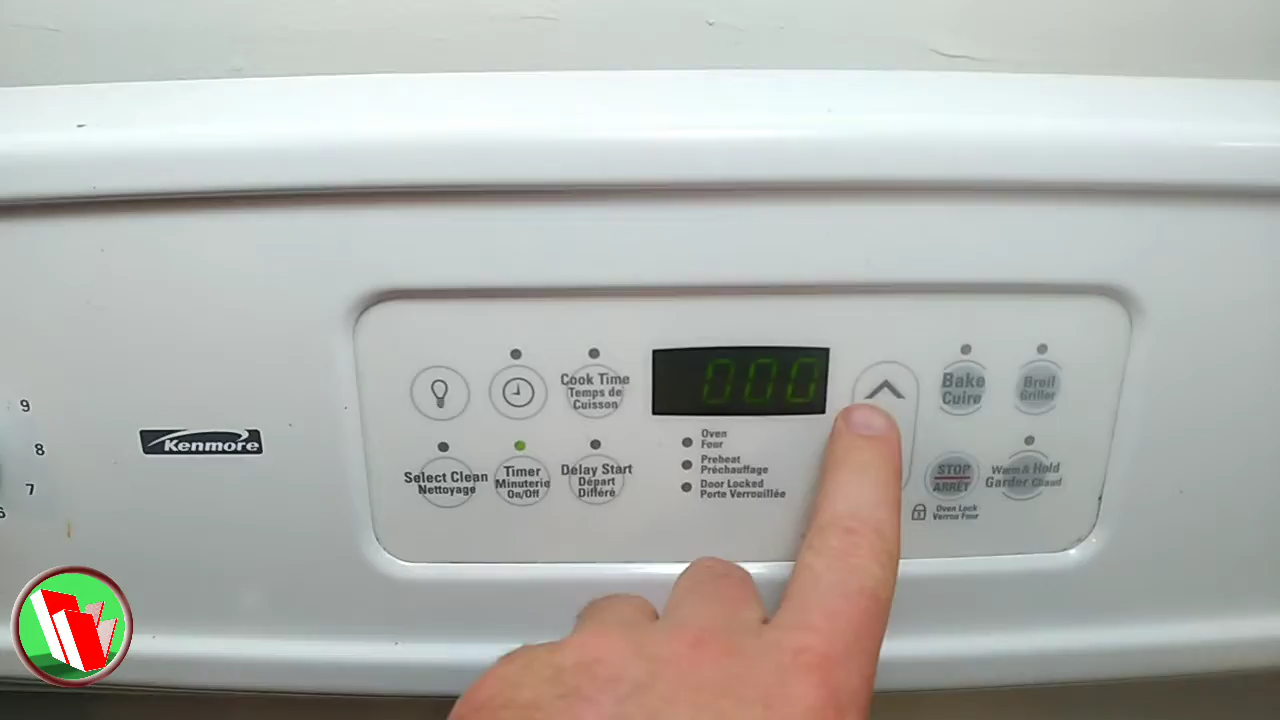 9
8
7
6
Kenmore
Cook Time
Temps de
Cuisson
000
Bake
Cuire
Broil
Griller
Select Clean
Nettoyage
Timer
Minuterie
On/Off
Delay Start
Départ
Différé
Oven
Four
Preheat
Préchauffage
Door Locked
Porte Verrouillée
STOP
ARRÊT
Warm & Hold
Garder Chaud
Oven Lock
Verrou Four